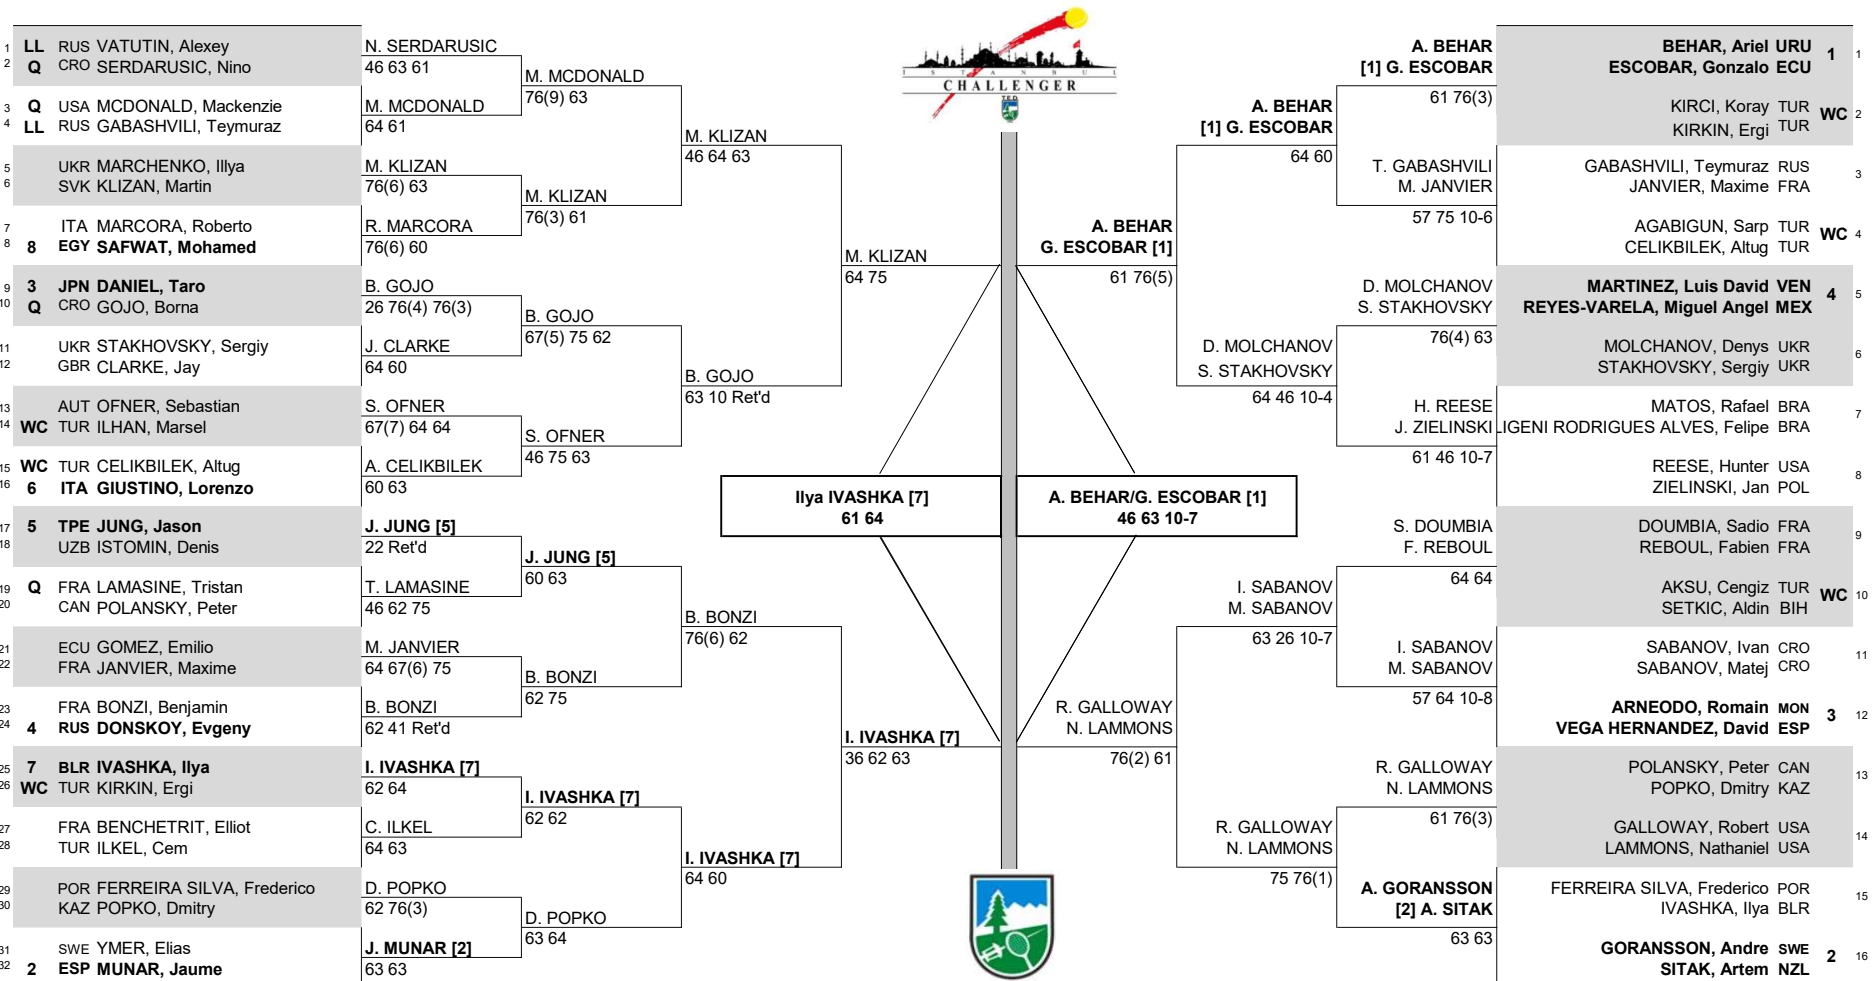 ISTANBUL
CHALLENGER
TED
1 LL RUS VATUTIN, Alexey
2 Q CRO SERDARUSIC, Nino
3 Q USA MCDONALD, Mackenzie
4 LL RUS GABASHVILI, Teymuraz
5 UKR MARCHENKO, Illya
6 SVK KLIZAN, Martin
7 ITA MARCORA, Roberto
8 8 EGY SAFWAT, Mohamed
9 3 JPN DANIEL, Taro
10 Q CRO GOJO, Borna
11 UKR STAKHOVSKY, Sergiy
12 GBR CLARKE, Jay
13 AUT OFNER, Sebastian
14 WC TUR ILHAN, Marsel
15 WC TUR CELIKBILEK, Altug
16 6 ITA GIUSTINO, Lorenzo
17 5 TPE JUNG, Jason
18 UZB ISTOMIN, Denis
19 Q FRA LAMASINE, Tristan
20 CAN POLANSKY, Peter
21 ECU GOMEZ, Emilio
22 FRA JANVIER, Maxime
23 FRA BONZI, Benjamin
24 4 RUS DONSKOY, Evgeny
25 7 BLR IVASHKA, Ilya
26 WC TUR KIRKIN, Ergi
27 FRA BENCHETRIT, Elliot
28 TUR ILKEL, Cem
29 POR FERREIRA SILVA, Frederico
30 KAZ POPKO, Dmitry
31 SWE YMER, Elias
32 2 ESP MUNAR, Jaume
N. SERDARUSIC
46 63 61
M. MCDONALD
64 61
M. KLIZAN
76(6) 63
R. MARCORA
76(6) 60
B. GOJO
26 76(4) 76(3)
J. CLARKE
64 60
S. OFNER
67(7) 64 64
A. CELIKBILEK
60 63
J. JUNG [5]
22 Ret'd
T. LAMASINE
46 62 75
M. JANVIER
64 67(6) 75
B. BONZI
62 41 Ret'd
I. IVASHKA [7]
62 64
C. ILKEL
64 63
D. POPKO
62 76(3)
J. MUNAR [2]
63 63
M. MCDONALD
76(9) 63
M. KLIZAN
76(3) 61
B. GOJO
67(5) 75 62
S. OFNER
46 75 63
J. JUNG [5]
60 63
B. BONZI
62 75
I. IVASHKA [7]
62 62
D. POPKO
63 64
M. KLIZAN
46 64 63
B. GOJO
63 10 Ret'd
B. BONZI
76(6) 62
I. IVASHKA [7]
64 60
M. KLIZAN
64 75
I. IVASHKA [7]
36 62 63
Ilya IVASHKA [7]
61 64
A. BEHAR/G. ESCOBAR [1]
46 63 10-7
A. BEHAR
G. ESCOBAR [1]
61 76(5)
R. GALLOWAY
N. LAMMONS
76(2) 61
A. BEHAR
[1] G. ESCOBAR
64 60
D. MOLCHANOV
S. STAKHOVSKY
64 46 10-4
I. SABANOV
M. SABANOV
63 26 10-7
R. GALLOWAY
N. LAMMONS
75 76(1)
A. BEHAR
[1] G. ESCOBAR
61 76(3)
T. GABASHVILI
M. JANVIER
57 75 10-6
D. MOLCHANOV
S. STAKHOVSKY
76(4) 63
H. REESE
J. ZIELINSKI
61 46 10-7
S. DOUMBIA
F. REBOUL
64 64
I. SABANOV
M. SABANOV
57 64 10-8
R. GALLOWAY
N. LAMMONS
61 76(3)
A. GORANSSON
[2] A. SITAK
63 63
BEHAR, Ariel URU 1 1
ESCOBAR, Gonzalo ECU
KIRCI, Koray TUR WC 2
KIRKIN, Ergi TUR
GABASHVILI, Teymuraz RUS 3
JANVIER, Maxime FRA
AGABIGUN, Sarp TUR WC 4
CELIKBILEK, Altug TUR
MARTINEZ, Luis David VEN 4 5
REYES-VARELA, Miguel Angel MEX
MOLCHANOV, Denys UKR 6
STAKHOVSKY, Sergiy UKR
MATOS, Rafael BRA 7
LIGENI RODRIGUES ALVES, Felipe BRA
REESE, Hunter USA 8
ZIELINSKI, Jan POL
DOUMBIA, Sadio FRA 9
REBOUL, Fabien FRA
AKSU, Cengiz TUR WC 10
SETKIC, Aldin BIH
SABANOV, Ivan CRO 11
SABANOV, Matej CRO
ARNEODO, Romain MON 3 12
VEGA HERNANDEZ, David ESP
POLANSKY, Peter CAN 13
POPKO, Dmitry KAZ
GALLOWAY, Robert USA 14
LAMMONS, Nathaniel USA
FERREIRA SILVA, Frederico POR 15
IVASHKA, Ilya BLR
GORANSSON, Andre SWE 2 16
SITAK, Artem NZL